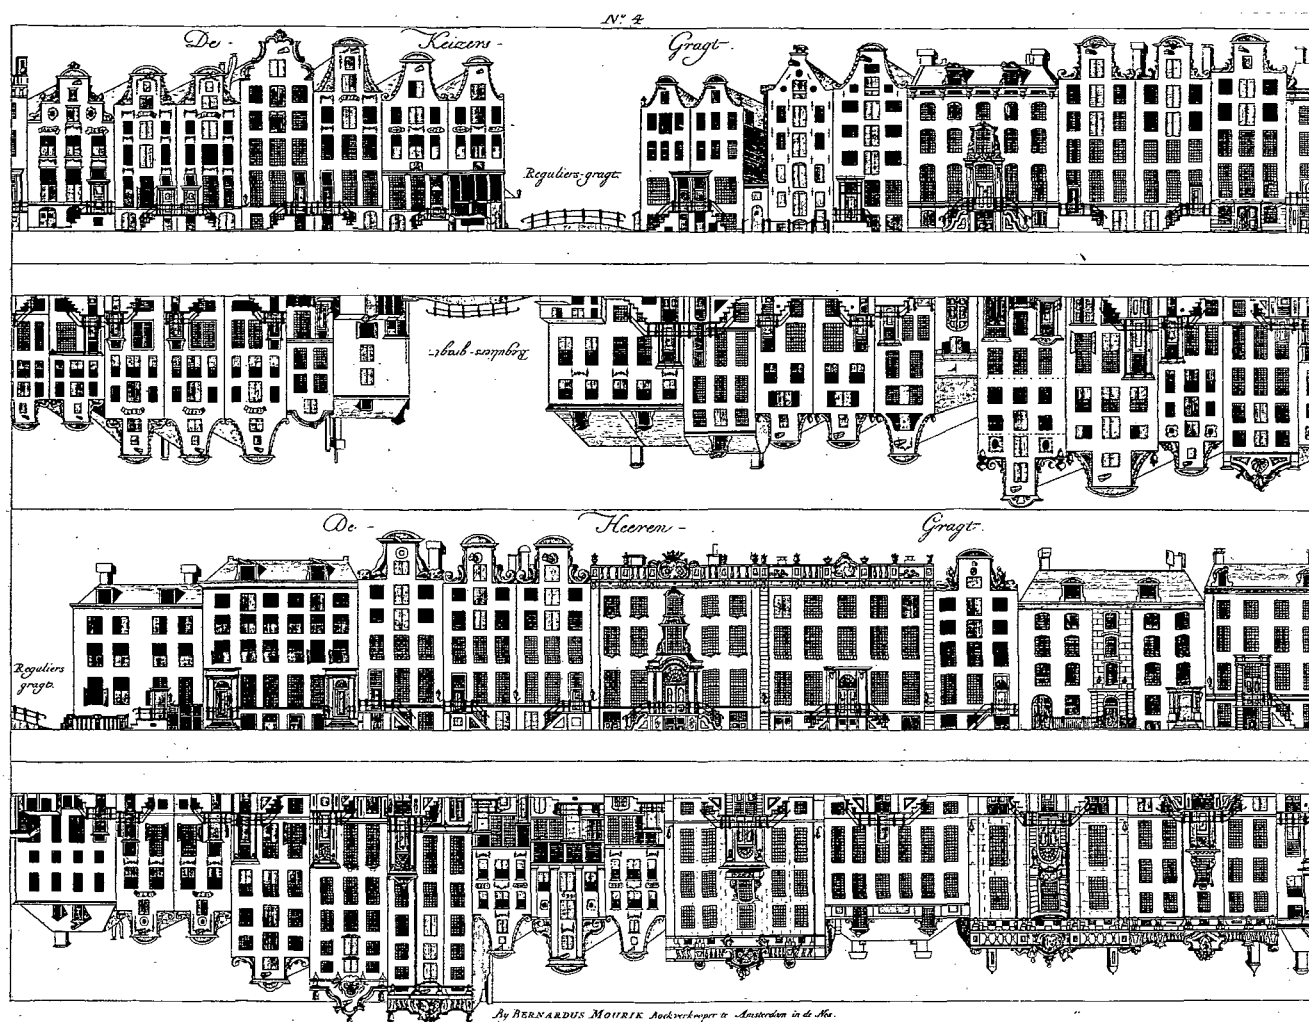 No. 4
De - Keizers - Gragt -.
Reguliers-gragt
Reguliers - gragt -
De - Heeren - Gragt -.
Reguliers
gragt.
By BERNARDUS MOURIK Boekverkooper te Amsterdam in de Nes.